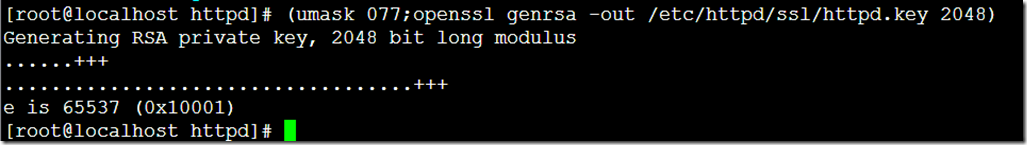 [root@localhost httpd]# (umask 077;openssl genrsa -out /etc/httpd/ssl/httpd.key 2048)
Generating RSA private key, 2048 bit long modulus
......+++
...................................+++
e is 65537 (0x10001)
[root@localhost httpd]#